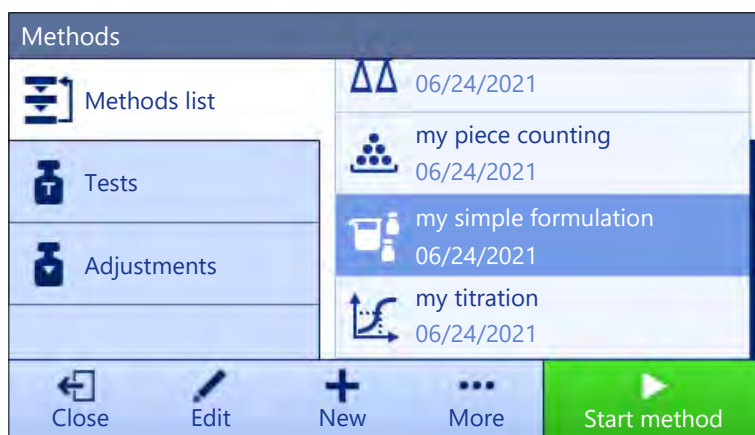 Methods
Methods list
Tests
Adjustments
06/24/2021
my piece counting
06/24/2021
my simple formulation
06/24/2021
my titration
06/24/2021
Close
Edit
New
More
Start method